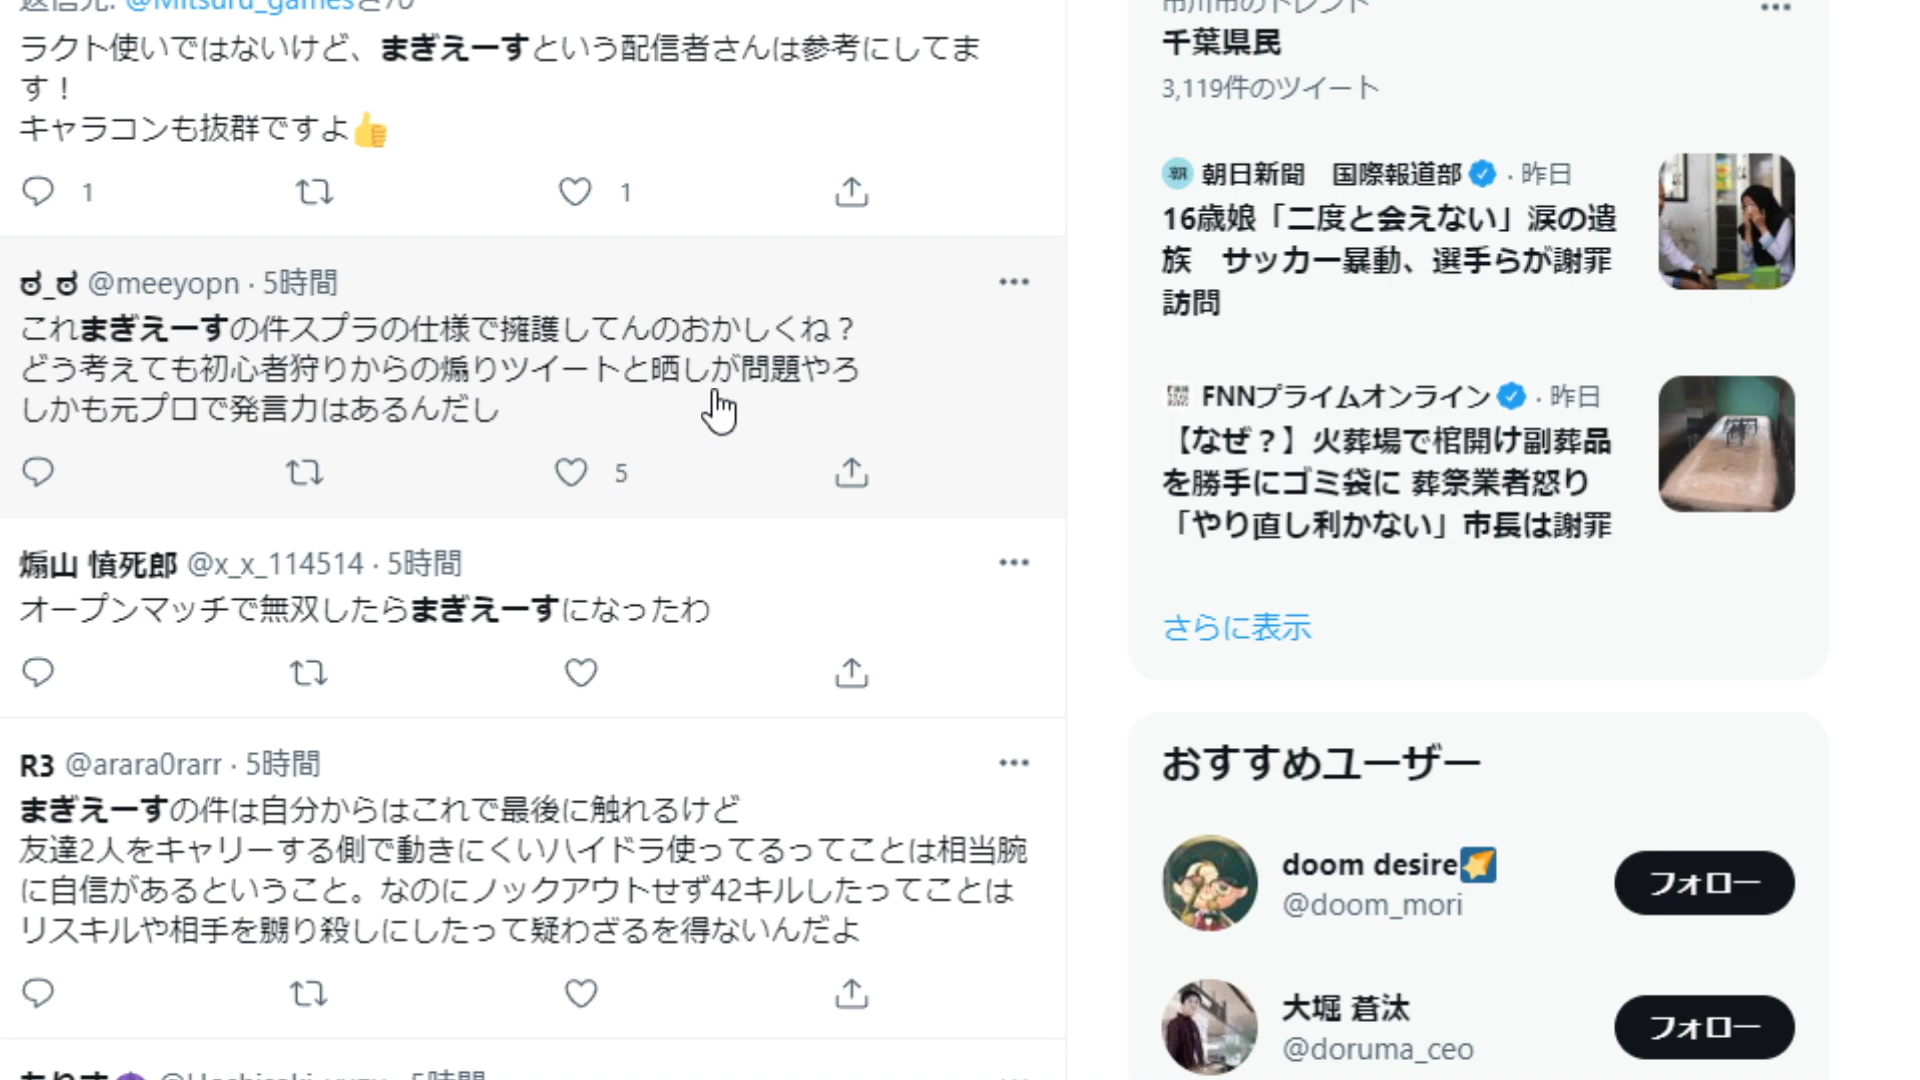 返信先: @Mitsuru_gamesさん
ラクト使いではないけど、まぎえーすという配信者さんは参考にしてま
す！
キャラコンも抜群ですよ👍
1
1
ಠ_ಠ @meeyopn · 5時間
これまぎえーすの件スプラの仕様で擁護してんのおかしくね？
どう考えても初心者狩りからの煽りツイートと晒しが問題やろ
しかも元プロで発言力はあるんだし
5
煽山 憤死郎 @x_x_114514 · 5時間
オープンマッチで無双したらまぎえーすになったわ
R3 @arara0rarr · 5時間
まぎえーすの件は自分からはこれで最後に触れるけど
友達2人をキャリーする側で動きにくいハイドラ使ってるってことは相当腕
に自信があるということ。なのにノックアウトせず42キルしたってことは
リスキルや相手を嬲り殺しにしたって疑わざるを得ないんだよ
市川市のトレンド
千葉県民
3,119件のツイート
朝日新聞　国際報道部 · 昨日
16歳娘「二度と会えない」涙の遺
族　サッカー暴動、選手らが謝罪
訪問
FNNプライムオンライン · 昨日
【なぜ？】火葬場で棺開け副葬品
を勝手にゴミ袋に 葬祭業者怒り
「やり直し利かない」市長は謝罪
さらに表示
おすすめユーザー
doom desire
@doom_mori
フォロー
大堀 蒼汰
@doruma_ceo
フォロー